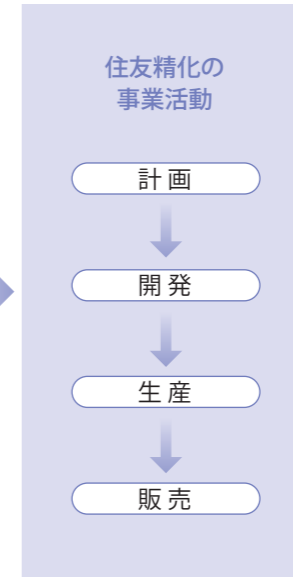 住友精化の
事業活動
計画
開発
生産
販売